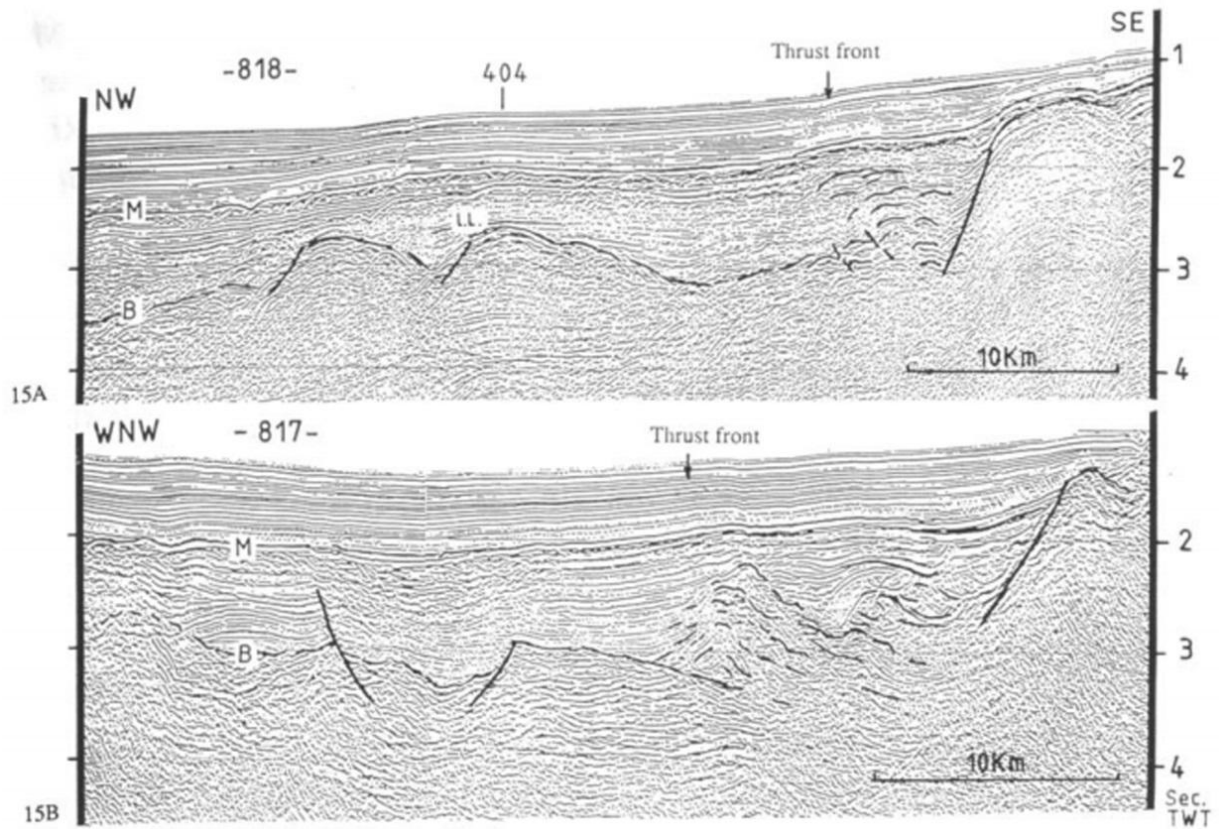 SE
Thrust front
-818-
404
NW
1
2
M
I.L.
3
B
10Km
4
15A
WNW
- 817-
Thrust front
2
M
B
3
10Km
4
15B
Sec.
TWT